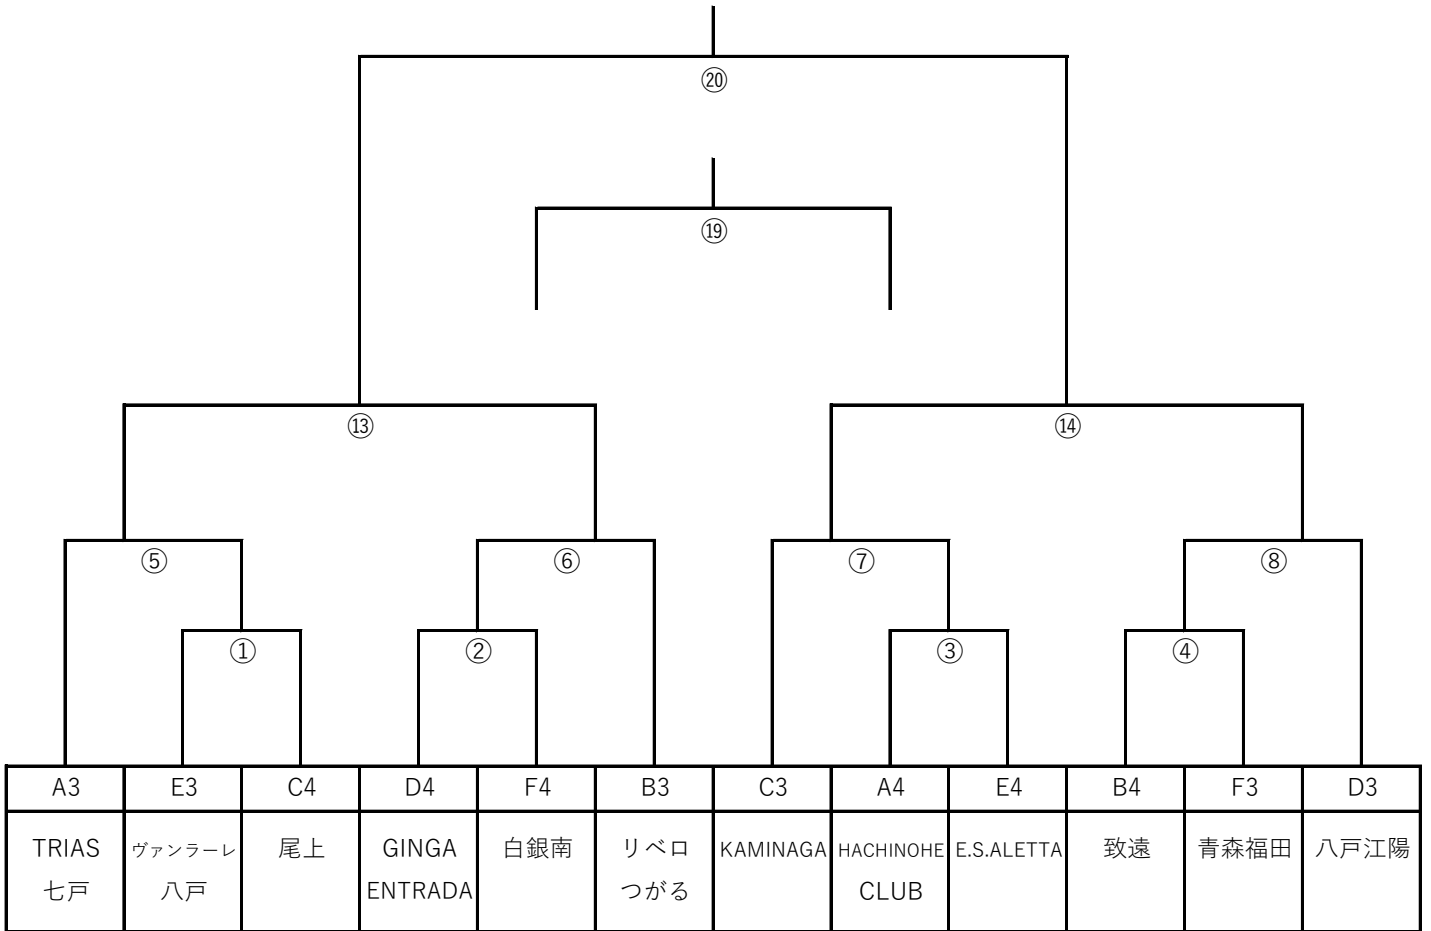 ⑳
⑲
⑬ ⑭
⑤ ⑥ ⑦ ⑧
① ② ③ ④
A3 E3 C4 D4 F4 B3 C3 A4 E4 B4 F3 D3
TRIAS ヴァンラーレ 尾上 GINGA 白銀南 リベロ KAMINAGA HACHINOHE E.S.ALETTA 致遠 青森福田 八戸江陽
七戸 八戸 ENTRADA つがる CLUB